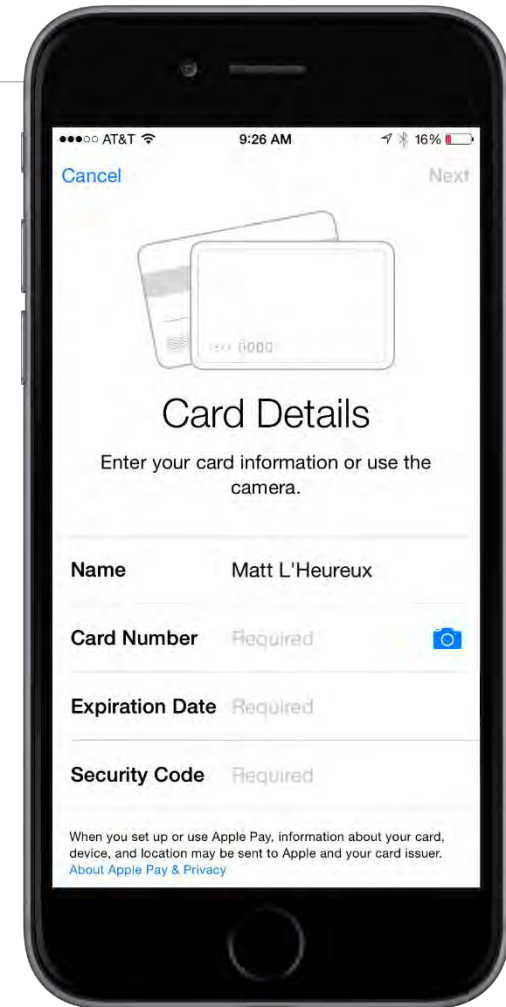 AT&T 9:26 AM 16%
Cancel Next
0000
Card Details
Enter your card information or use the
camera.
Name Matt L'Heureux
Card Number Required
Expiration Date Required
Security Code Required
When you set up or use Apple Pay, information about your card,
device, and location may be sent to Apple and your card issuer.
About Apple Pay & Privacy